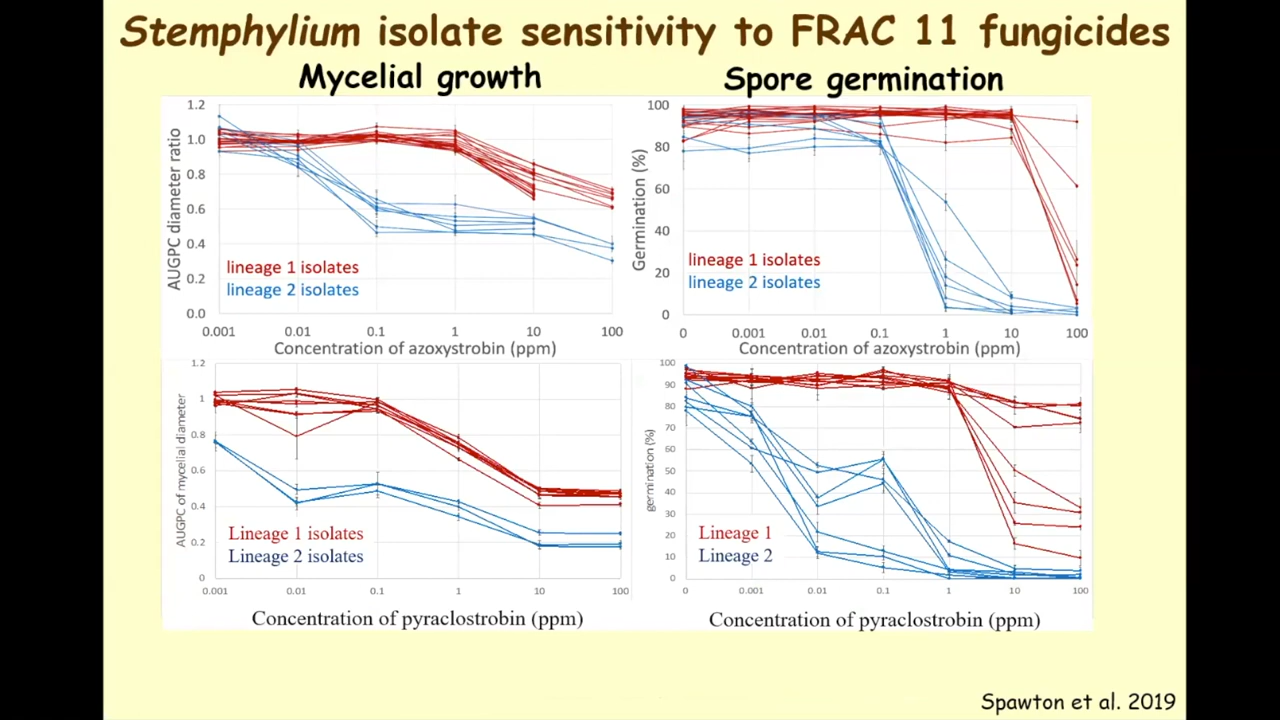 Stemphylium isolate sensitivity to FRAC 11 fungicides
Mycelial growth
Spore germination
AUGPC diameter ratio
1.2
1.0
0.8
0.6
0.4
0.2
0.0
lineage 1 isolates
lineage 2 isolates
0.001 0.01 0.1 1 10 100
Concentration of azoxystrobin (ppm)
Germination (%)
100
80
60
40
20
0
lineage 1 isolates
lineage 2 isolates
0 0.001 0.01 0.1 1 10 100
Concentration of azoxystrobin (ppm)
AUGPC of mycelial diameter
1.2
1
0.8
0.6
0.4
0.2
0
Lineage 1 isolates
Lineage 2 isolates
0.001 0.01 0.1 1 10 100
Concentration of pyraclostrobin (ppm)
germination (%)
100
90
80
70
60
50
40
30
20
10
0
Lineage 1
Lineage 2
0 0.001 0.01 0.1 1 10 100
Concentration of pyraclostrobin (ppm)
Spawton et al. 2019